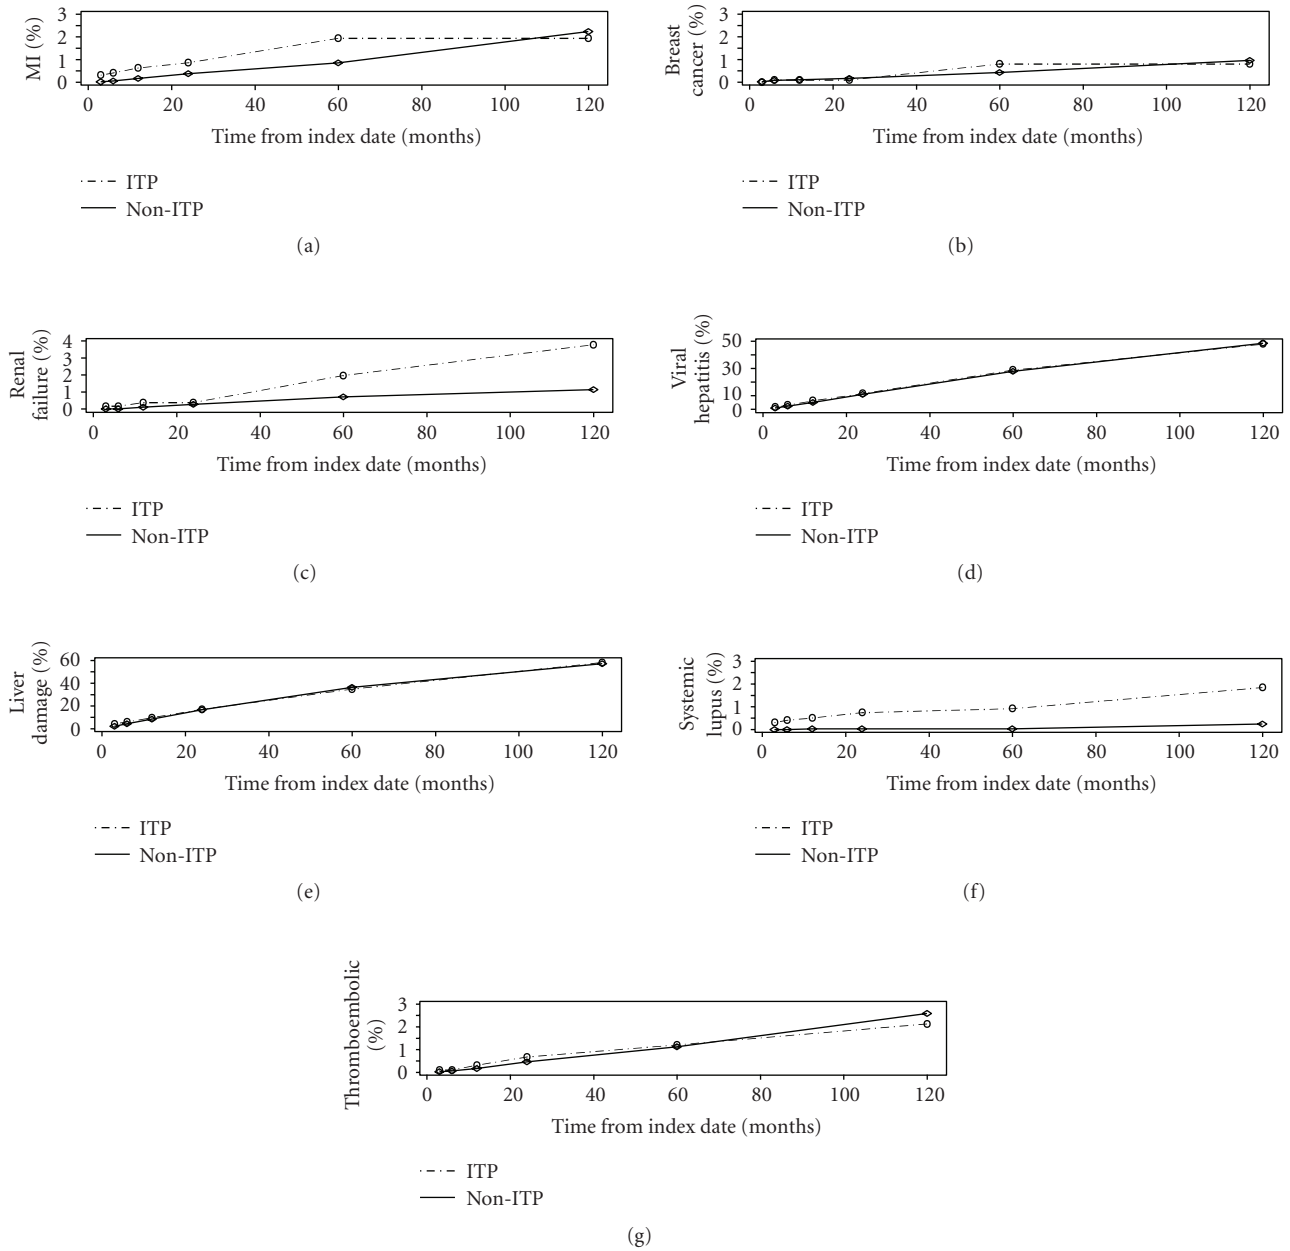 MI (%)
3
2
1
0
0 20 40 60 80 100 120
Time from index date (months)
ITP
Non-ITP
(a)
Breast
cancer (%)
3
2
1
0
0 20 40 60 80 100 120
Time from index date (months)
ITP
Non-ITP
(b)
Renal
failure (%)
4
3
2
1
0
0 20 40 60 80 100 120
Time from index date (months)
ITP
Non-ITP
(c)
Viral
hepatitis (%)
50
30
10
0
0 20 40 60 80 100 120
Time from index date (months)
ITP
Non-ITP
(d)
Liver
damage (%)
60
40
20
0
0 20 40 60 80 100 120
Time from index date (months)
ITP
Non-ITP
(e)
Systemic
lupus (%)
3
2
1
0
0 20 40 60 80 100 120
Time from index date (months)
ITP
Non-ITP
(f)
Thromboembolic
(%)
3
2
1
0
0 20 40 60 80 100 120
Time from index date (months)
ITP
Non-ITP
(g)